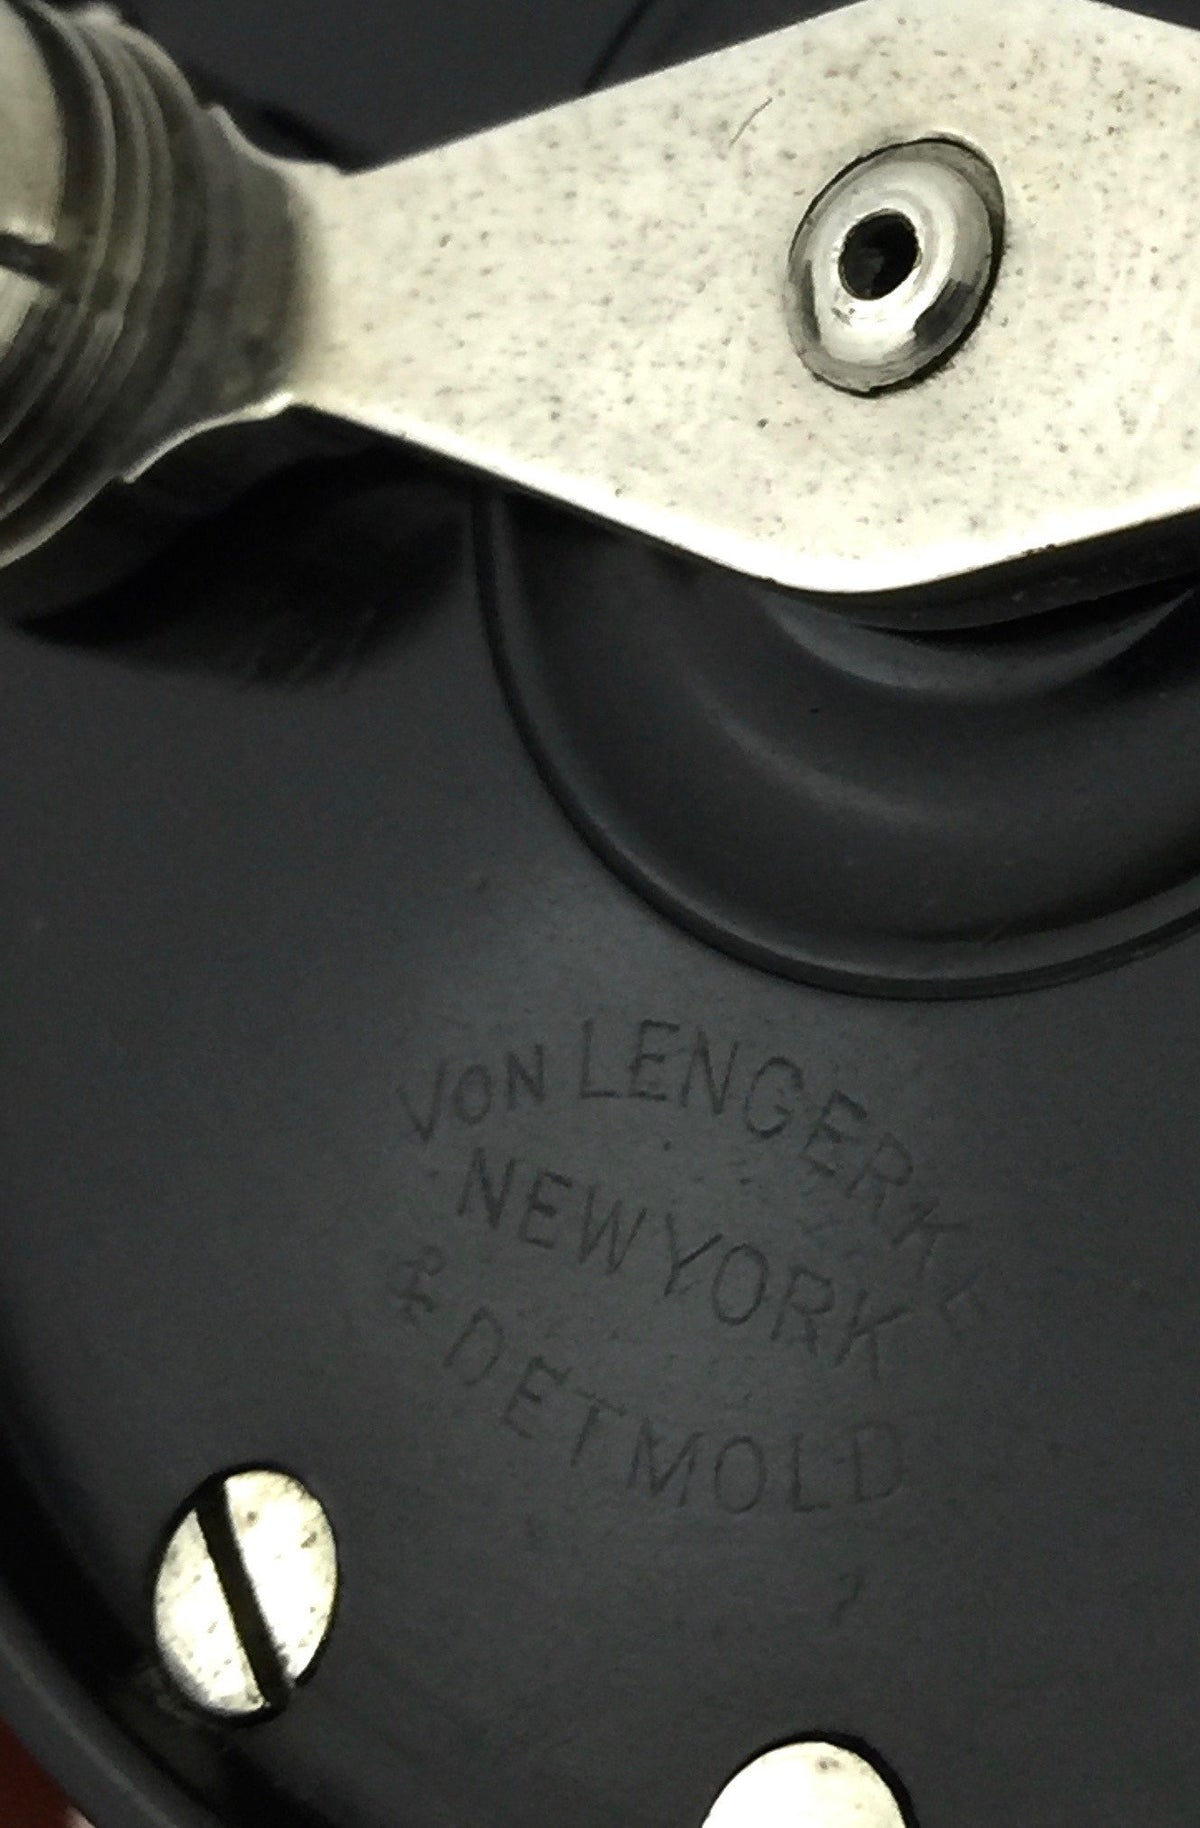 VON LENGERKE
NEW YORK
& DETMOLD